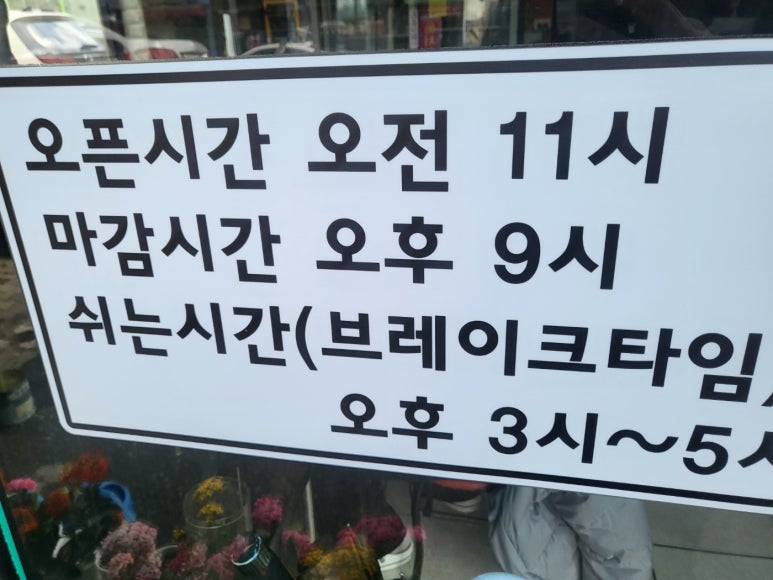 오픈시간 오전 11시
마감시간 오후 9시
쉬는시간(브레이크타임)
오후 3시~5시